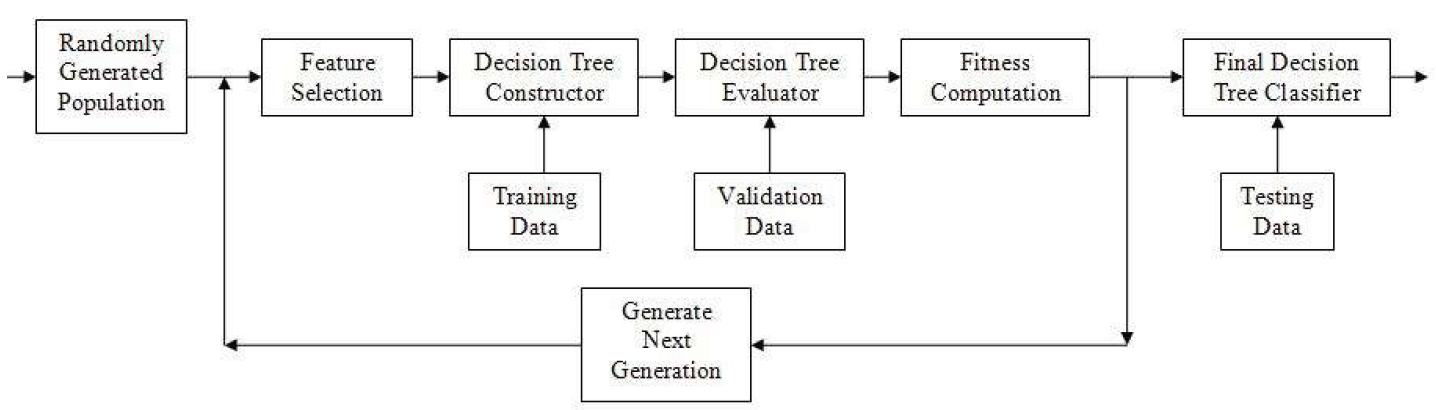 Randomly
Generated
Population
Feature
Selection
Decision Tree
Constructor
Decision Tree
Evaluator
Fitness
Computation
Final Decision
Tree Classifier
Training
Data
Validation
Data
Testing
Data
Generate
Next
Generation